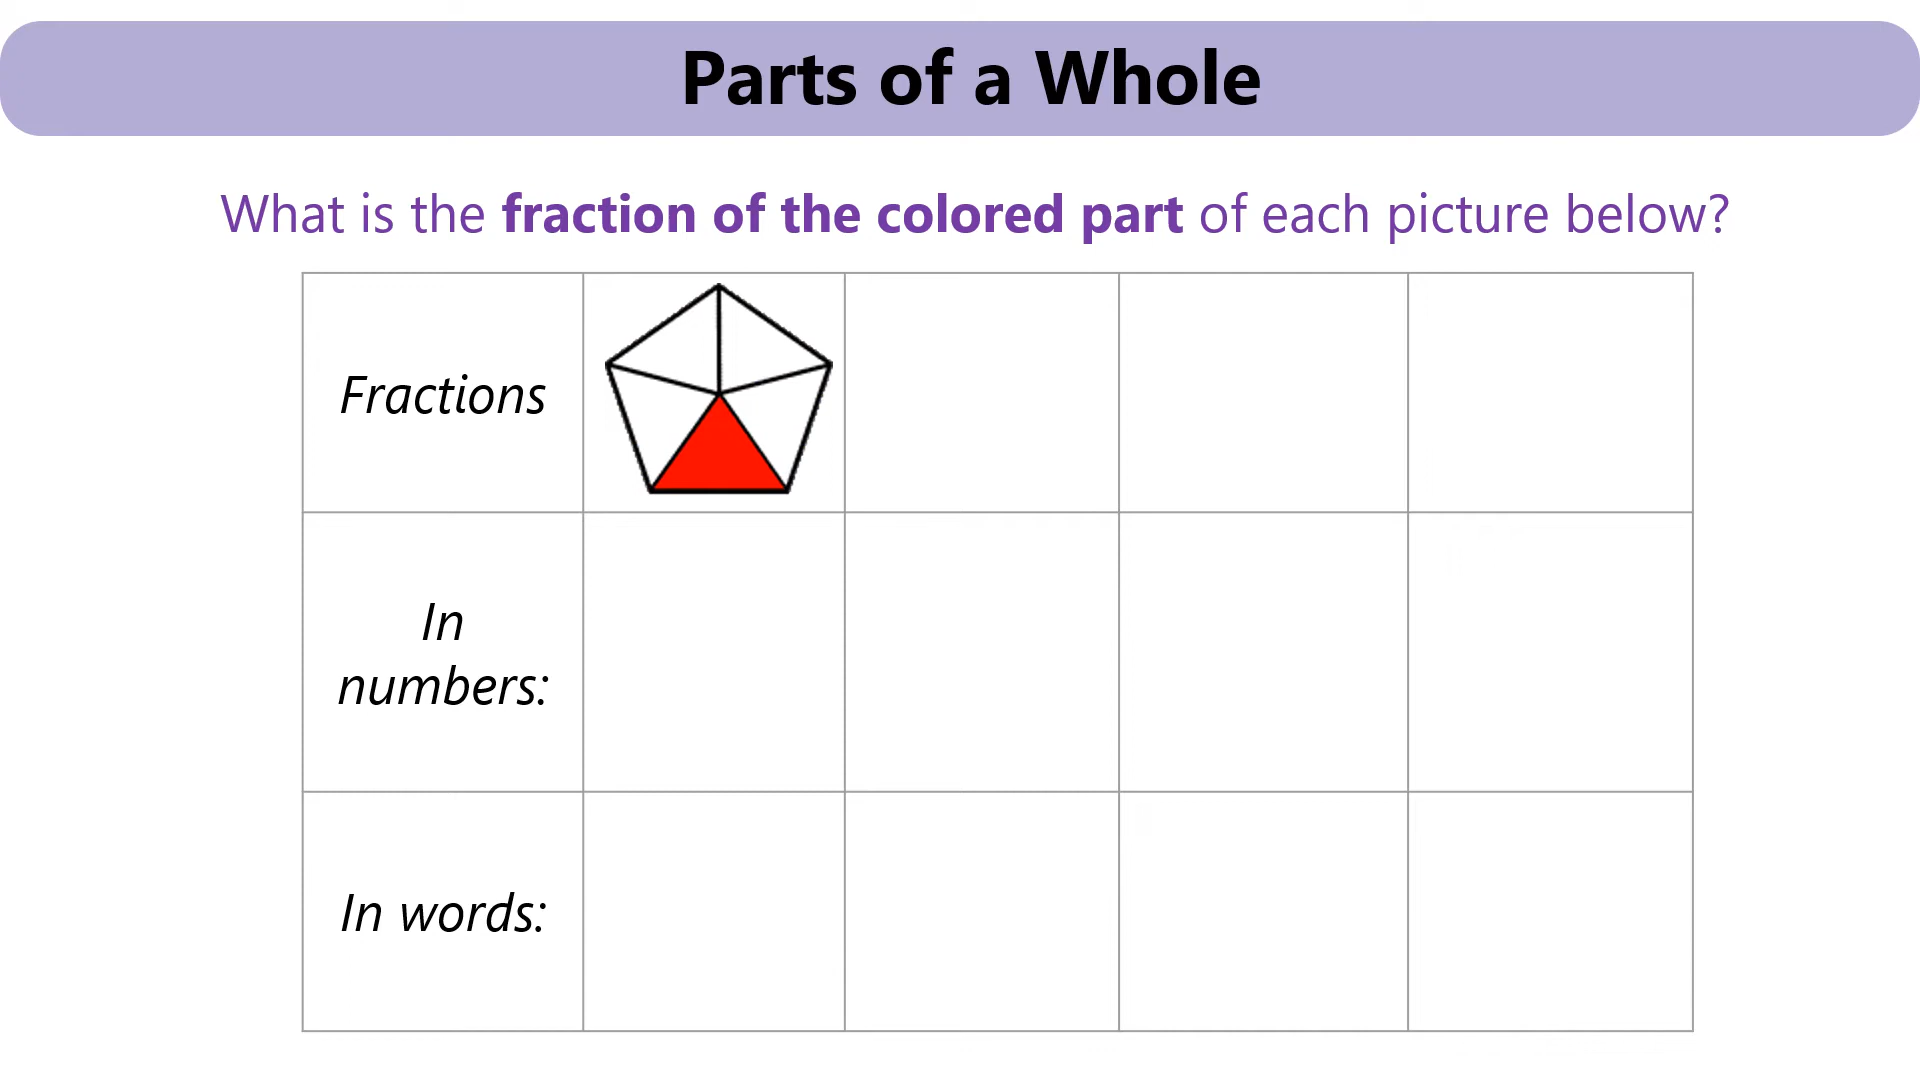 Parts of a Whole
What is the fraction of the colored part of each picture below?
Fractions
In
numbers:
In words: